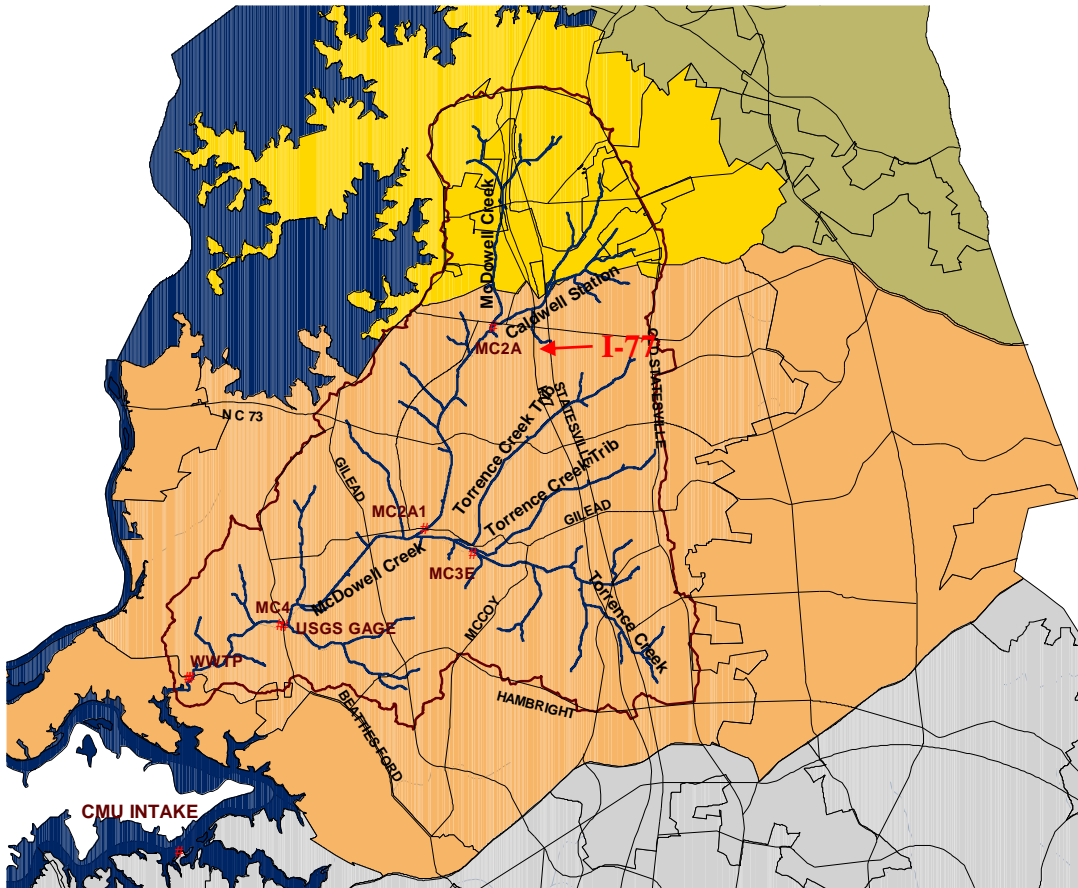 McDowell Creek
Caldwell Station
MC2A
I-77
OLD STATESVILLE
N C 73
I-77
STATESVILLE
Torrence Creek Trib
GILEAD
Torrence Creek Trib
MC2A1
GILEAD
MC3E
McDowell Creek
MC4
USGS GAGE
MCCOY
Torrence Creek
WWTP
HAMBRIGHT
BEATTIES FORD
CMU INTAKE